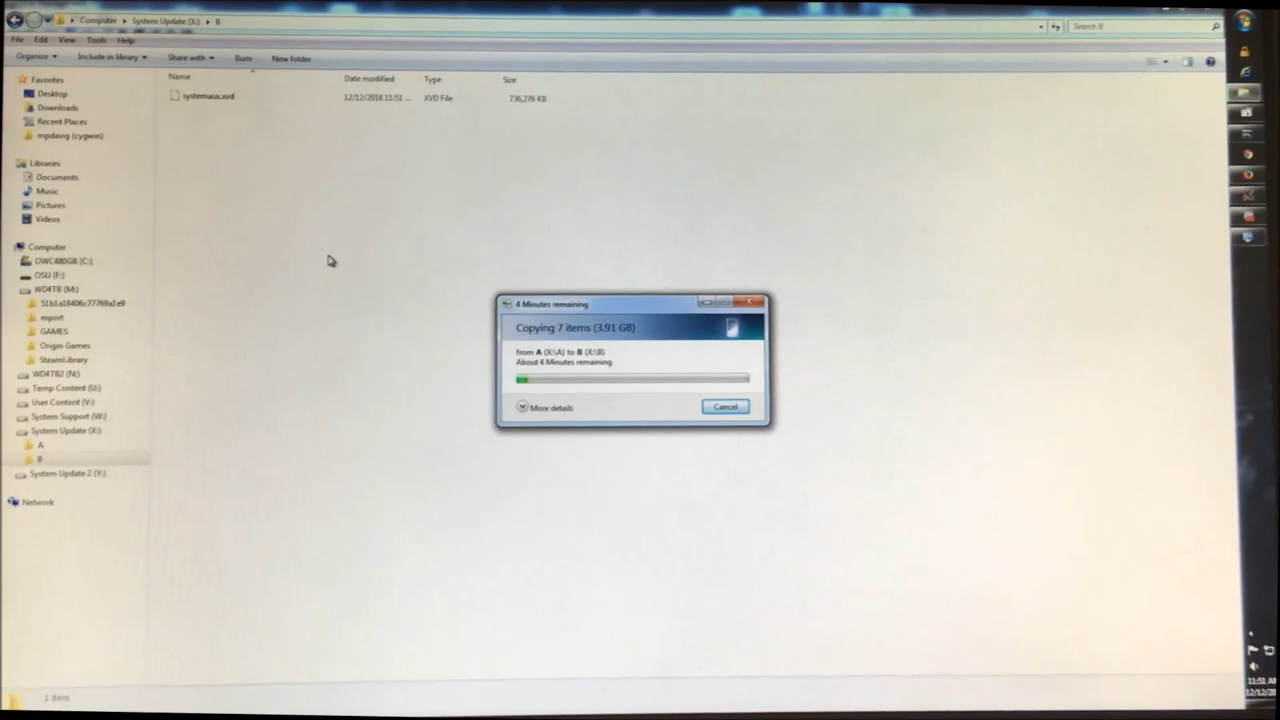 Computer ▸ System Update (X:) ▸ B
Search B
File Edit View Tools Help
Organize Include in library Share with Burn New folder
Name Date modified Type Size
systemaux.xvd 12/12/2016 11:51 ... XVD File 736,276 KB
Favorites
Desktop
Downloads
Recent Places
mpdavig (cygwin)
Libraries
Documents
Music
Pictures
Videos
Computer
OWC480GB (C:)
OSU (F:)
WD4TB (M:)
export
GAMES
Origin Games
SteamLibrary
WD4TB2 (N:)
Temp Content (U:)
User Content (V:)
System Support (W:)
System Update (X:)
A
B
System Update 2 (Y:)
Network
4 Minutes remaining
Copying 7 items (3.91 GB)
from A (X:\A) to B (X:\B)
About 4 Minutes remaining
More details
Cancel
1 item
11:51 AM
12/12/20